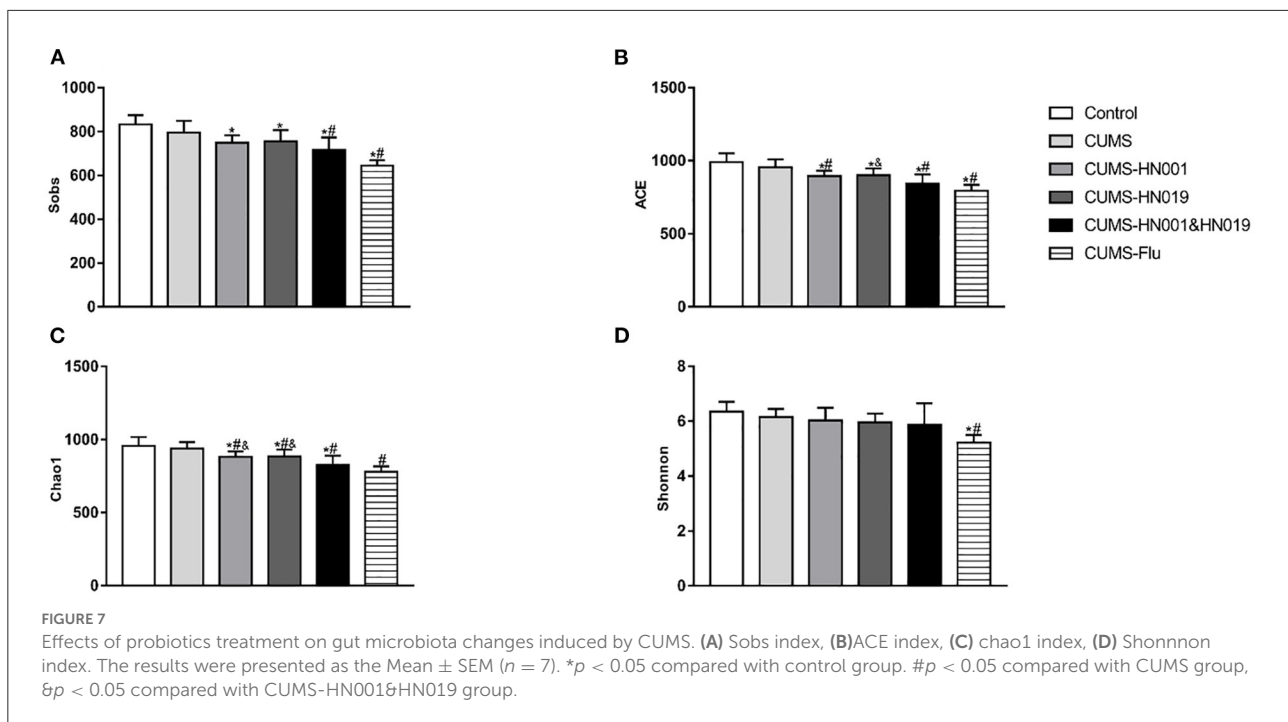 A
1000
800
600
400
200
0
Sobs
*
*
*#
*#
B
1500
1000
500
0
ACE
*#
*&
*#
*#
Control
CUMS
CUMS-HN001
CUMS-HN019
CUMS-HN001&HN019
CUMS-Flu
C
1500
1000
500
0
Chao1
*#&
*#&
*#
#
D
8
6
4
2
0
Shonnon
*#
FIGURE 7
Effects of probiotics treatment on gut microbiota changes induced by CUMS. (A) Sobs index, (B)ACE index, (C) chao1 index, (D) Shonnnon
index. The results were presented as the Mean ± SEM (n = 7). *p < 0.05 compared with control group. #p < 0.05 compared with CUMS group,
&p < 0.05 compared with CUMS-HN001&HN019 group.